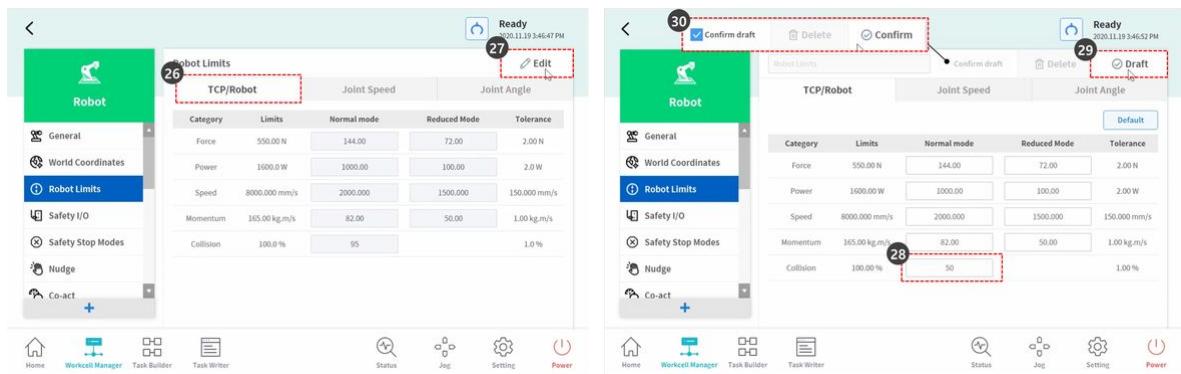 Ready
2020.11.19 3:46:47 PM
27
Edit
Robot Limits
26
TCP/Robot
Joint Speed
Joint Angle
Robot
General
World Coordinates
Robot Limits
Safety I/O
Safety Stop Modes
Nudge
Co-act
+
Category Limits Normal mode Reduced Mode Tolerance
Force 550.00 N 144.00 72.00 2.00 N
Power 1600.0 W 1000.00 100.00 2.0 W
Speed 8000.000 mm/s 2000.000 1500.000 150.000 mm/s
Momentum 165.00 kg.m/s 82.00 50.00 1.00 kg.m/s
Collision 100.0 % 95 1.0 %
Home Workcell Manager Task Builder Task Writer Status Jog Setting Power
30
Confirm draft Delete Confirm
Ready
2020.11.19 3:46:52 PM
29
Robot Limits Confirm draft Delete Draft
TCP/Robot
Joint Speed
Joint Angle
Default
Robot
General
World Coordinates
Robot Limits
Safety I/O
Safety Stop Modes
Nudge
Co-act
+
Category Limits Normal mode Reduced Mode Tolerance
Force 550.00 N 144.00 72.00 2.00 N
Power 1600.00 W 1000.00 100.00 2.00 W
Speed 8000.000 mm/s 2000.000 1500.000 150.000 mm/s
Momentum 165.00 kg.m/s 82.00 50.00 1.00 kg.m/s
28
Collision 100.00 % 50 1.00 %
Home Workcell Manager Task Builder Task Writer Status Jog Setting Power